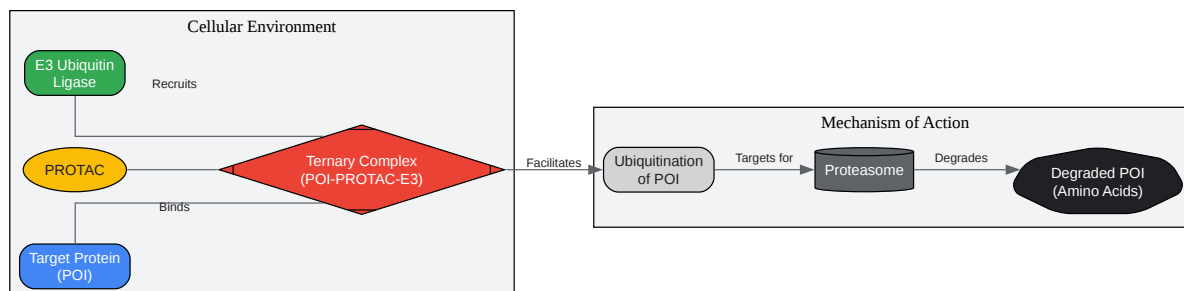 Cellular Environment
E3 Ubiquitin
Ligase
Recruits
PROTAC
Ternary Complex
(POI-PROTAC-E3)
Binds
Target Protein
(POI)
Facilitates
Mechanism of Action
Ubiquitination
of POI
Targets for
Proteasome
Degrades
Degraded POI
(Amino Acids)